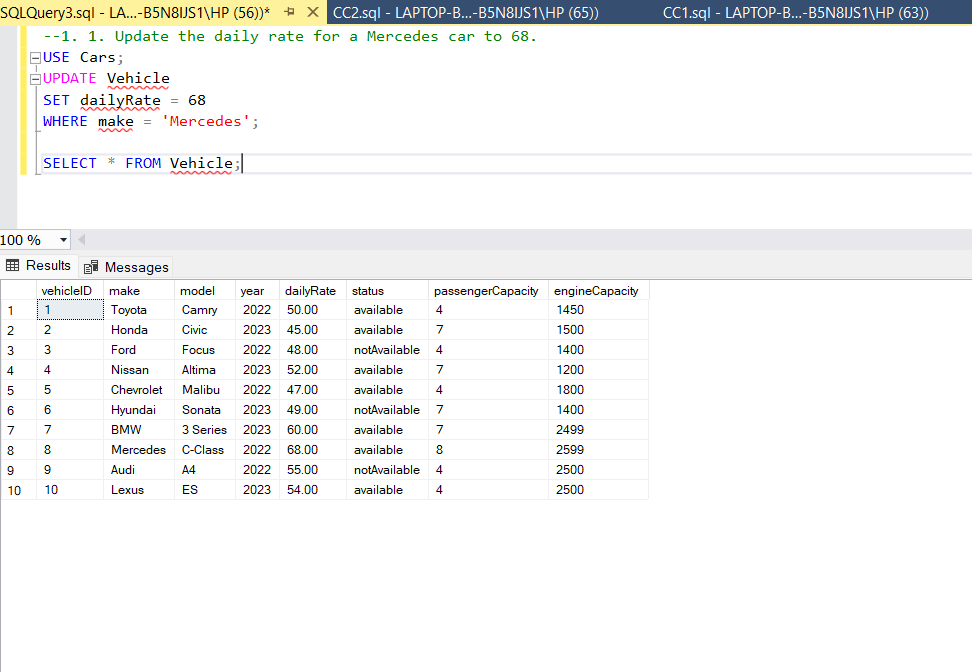 SQLQuery3.sql - LA...-B5N8IJS1\HP (56))* CC2.sql - LAPTOP-B...-B5N8IJS1\HP (65)) CC1.sql - LAPTOP-B...-B5N8IJS1\HP (63))
--1. 1. Update the daily rate for a Mercedes car to 68.
USE Cars;
UPDATE Vehicle
SET dailyRate = 68
WHERE make = 'Mercedes';
SELECT * FROM Vehicle;
100 %
Results Messages
vehicleID make model year dailyRate status passengerCapacity engineCapacity
1 1 Toyota Camry 2022 50.00 available 4 1450
2 2 Honda Civic 2023 45.00 available 7 1500
3 3 Ford Focus 2022 48.00 notAvailable 4 1400
4 4 Nissan Altima 2023 52.00 available 7 1200
5 5 Chevrolet Malibu 2022 47.00 available 4 1800
6 6 Hyundai Sonata 2023 49.00 notAvailable 7 1400
7 7 BMW 3 Series 2023 60.00 available 7 2499
8 8 Mercedes C-Class 2022 68.00 available 8 2599
9 9 Audi A4 2022 55.00 notAvailable 4 2500
10 10 Lexus ES 2023 54.00 available 4 2500